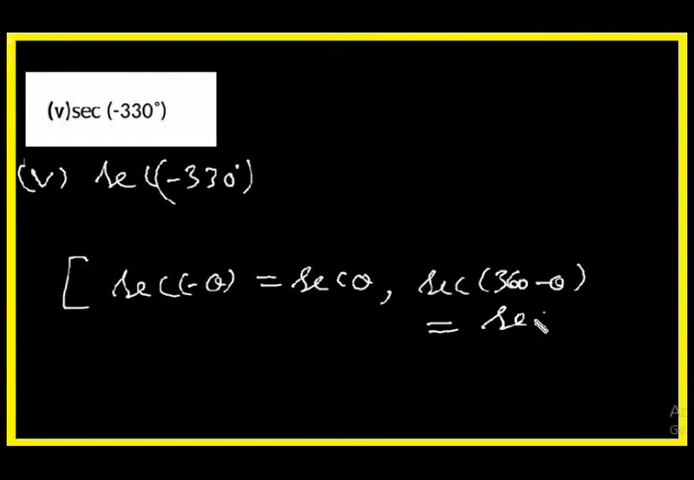 (v)sec (-330°)
(v) sec(-330°)
[ sec(-θ) = secθ, sec(360-θ)
= se